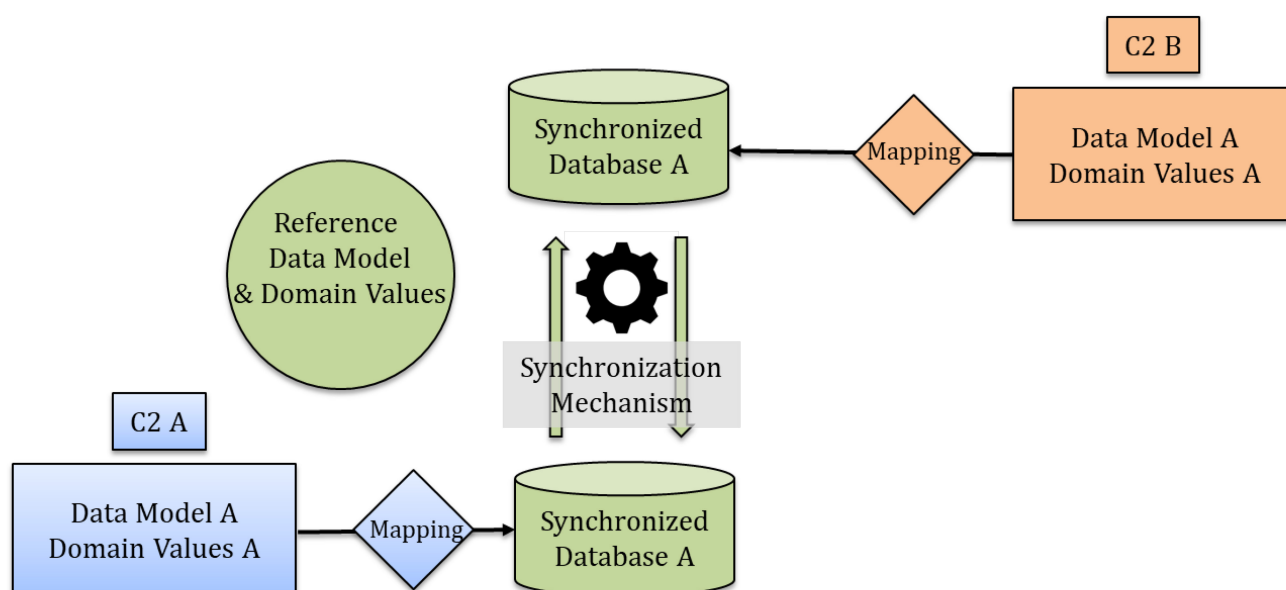 C2 B
Synchronized
Database A
Mapping
Data Model A
Domain Values A
Reference
Data Model
& Domain Values
Synchronization
Mechanism
C2 A
Data Model A
Domain Values A
Mapping
Synchronized
Database A